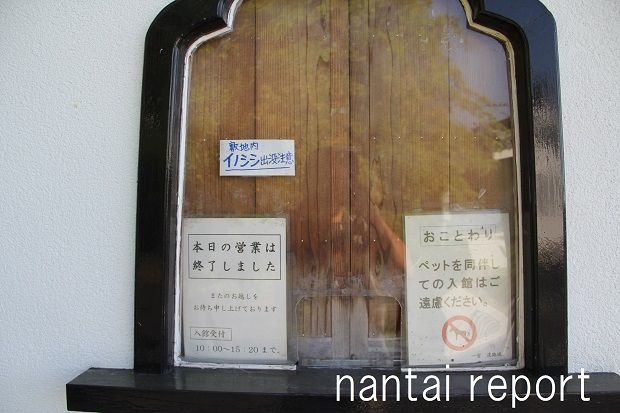 敷地内
イノシシ出没注意
本日の営業は
終了しました
またのお越しを
お待ち申し上げております
入館受付
10:00～15:20まで。
おことわり
ペットを同伴し
ての入館はご
遠慮ください。
nantai report